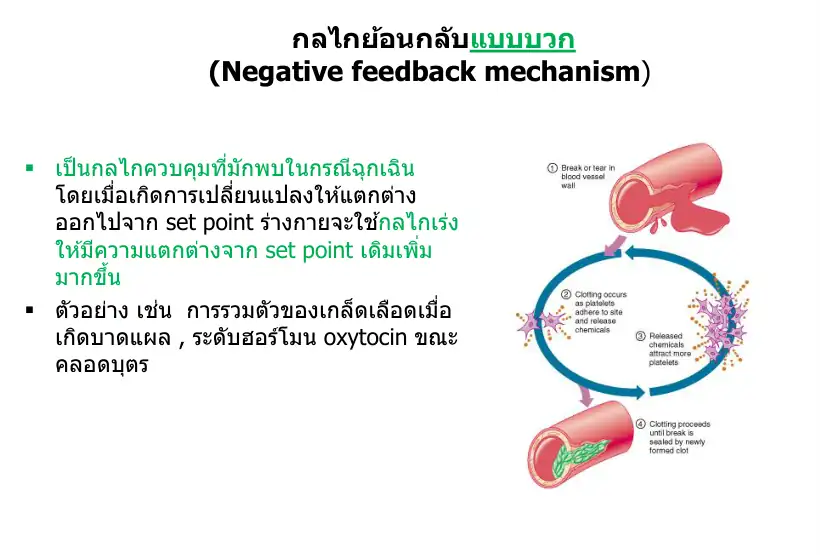 กลไกย้อนกลับแบบบวก
(Negative feedback mechanism)
▪ เป็นกลไกควบคุมที่มักพบในกรณีฉุกเฉิน
โดยเมื่อเกิดการเปลี่ยนแปลงให้แตกต่าง
ออกไปจาก set point ร่างกายจะใช้กลไกเร่ง
ให้มีความแตกต่างจาก set point เดิมเพิ่ม
มากขึ้น
▪ ตัวอย่าง เช่น การรวมตัวของเกล็ดเลือดเมื่อ
เกิดบาดแผล , ระดับฮอร์โมน oxytocin ขณะ
คลอดบุตร
① Break or tear in
blood vessel
wall
② Clotting occurs
as platelets
adhere to site
and release
chemicals
③ Released
chemicals
attract more
platelets
④ Clotting proceeds
until break is
sealed by newly
formed clot